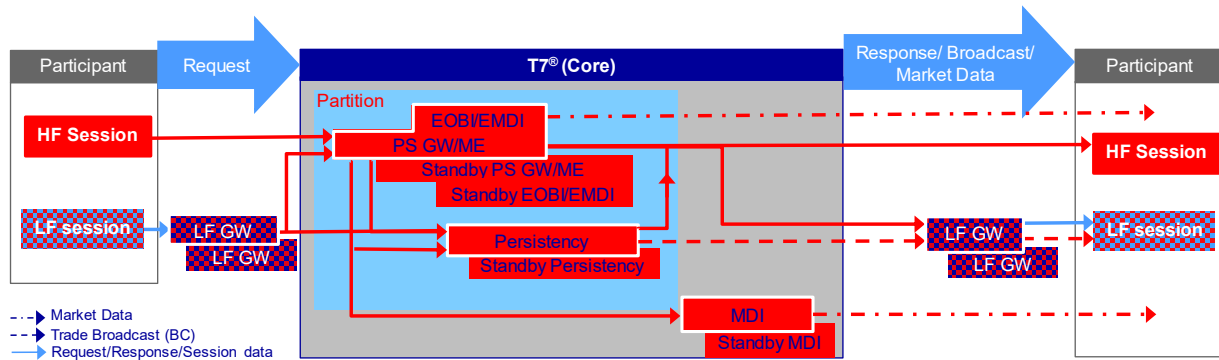 Participant
Request
T7® (Core)
Response/ Broadcast/
Market Data
Participant
Partition
EOBI/EMDI
PS GW/ME
Standby PS GW/ME
Standby EOBI/EMDI
HF Session
HF Session
LF session
LF GW
LF GW
Persistency
Standby Persistency
LF GW
LF GW
LF session
MDI
Standby MDI
Market Data
Trade Broadcast (BC)
Request/Response/Session data